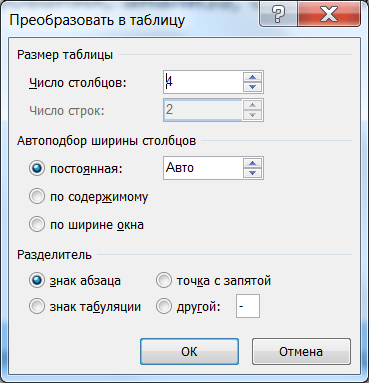 Преобразовать в таблицу
Размер таблицы
Число столбцов: 4
Число строк: 2
Автоподбор ширины столбцов
постоянная: Авто
по содержимому
по ширине окна
Разделитель
знак абзаца точка с запятой
знак табуляции другой: -
ОК Отмена